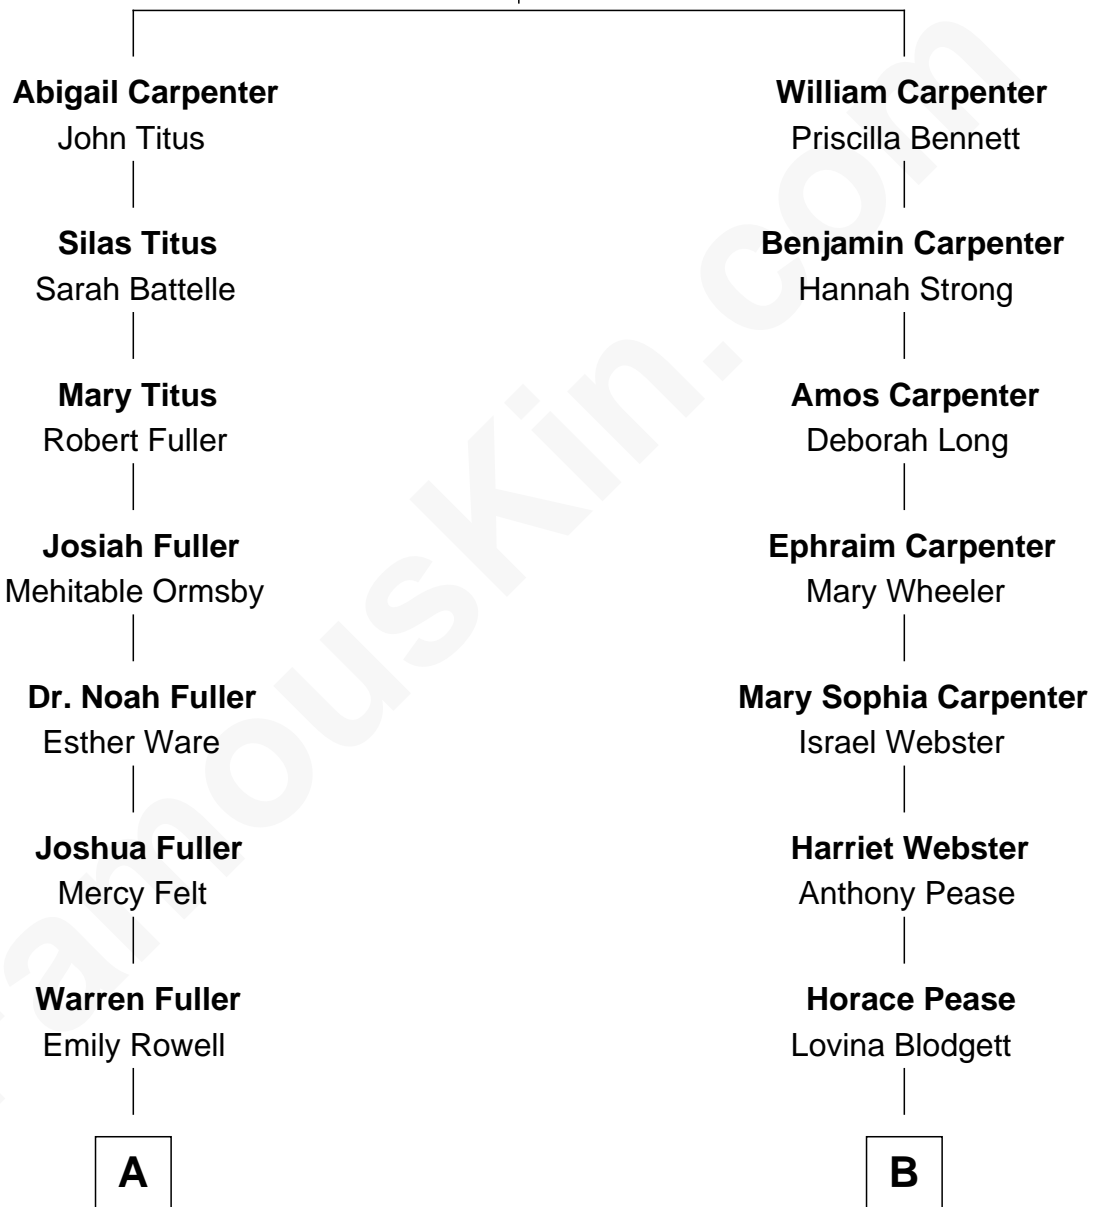 Abigail Carpenter
John Titus
William Carpenter
Priscilla Bennett
Silas Titus
Sarah Battelle
Benjamin Carpenter
Hannah Strong
Mary Titus
Robert Fuller
Amos Carpenter
Deborah Long
Josiah Fuller
Mehitable Ormsby
Ephraim Carpenter
Mary Wheeler
Dr. Noah Fuller
Esther Ware
Mary Sophia Carpenter
Israel Webster
Joshua Fuller
Mercy Felt
Harriet Webster
Anthony Pease
Warren Fuller
Emily Rowell
Horace Pease
Lovina Blodgett
A
B
FamousKin.com